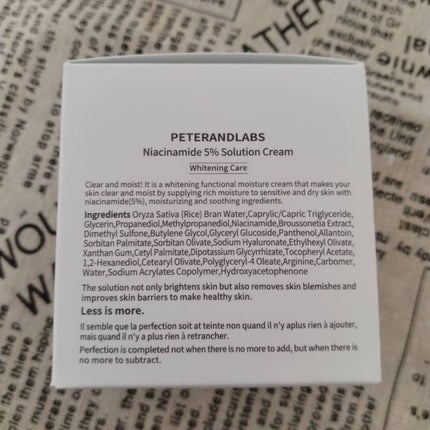 PETERANDLABS
Niacinamide 5% Solution Cream
Whitening Care
Clear and moist! It is a whitening functional moisture cream that makes your
skin clear and moist by supplying rich moisture to sensitive and dry skin with
niacinamide(5%), moisturizing and soothing ingredients.
Ingredients Oryza Sativa (Rice) Bran Water,Caprylic/Capric Triglyceride,
Glycerin,Propanediol,Methylpropanediol,Niacinamide,Broussonetia Extract,
Dimethyl Sulfone,Butylene Glycol,Glyceryl Glucoside,Panthenol,Allantoin,
Sorbitan Palmitate,Sorbitan Olivate,Sodium Hyaluronate,Ethylhexyl Olivate,
Xanthan Gum,Cetyl Palmitate,Dipotassium Glycyrrhizate,Tocopheryl Acetate,
1,2-Hexanediol,Cetearyl Olivate,Polyglyceryl-4 Oleate,Arginine,Carbomer,
Water,Sodium Acrylates Copolymer,Hydroxyacetophenone
The solution not only brightens skin but also removes skin blemishes and
improves skin barriers to make healthy skin.
Less is more.
Il semble que la perfection soit at teinte non quand il n'y aplus rien à ajouter,
mais quand il n'y a plus rien à retrancher.
Perfection is completed not when there is no more to add, but when there is
no more to subtract.